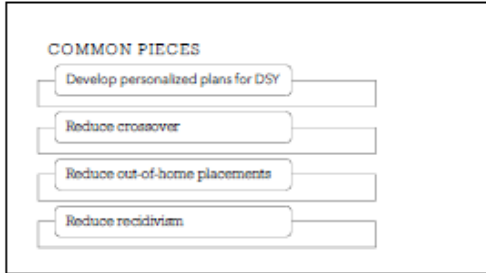 COMMON PIECES
Develop personalized plans for DSY
Reduce crossover
Reduce out-of-home placements
Reduce recidivism